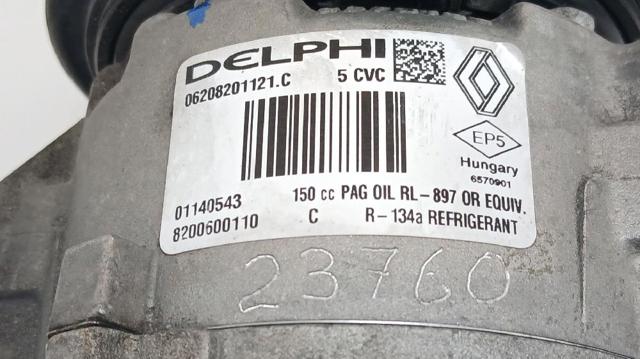 DELPHI
06208201121.C 5 CVC
EP5
Hungary
6570901
01140543 150 cc PAG OIL RL-897 OR EQUIV.
8200600110 C R-134a REFRIGERANT
23760